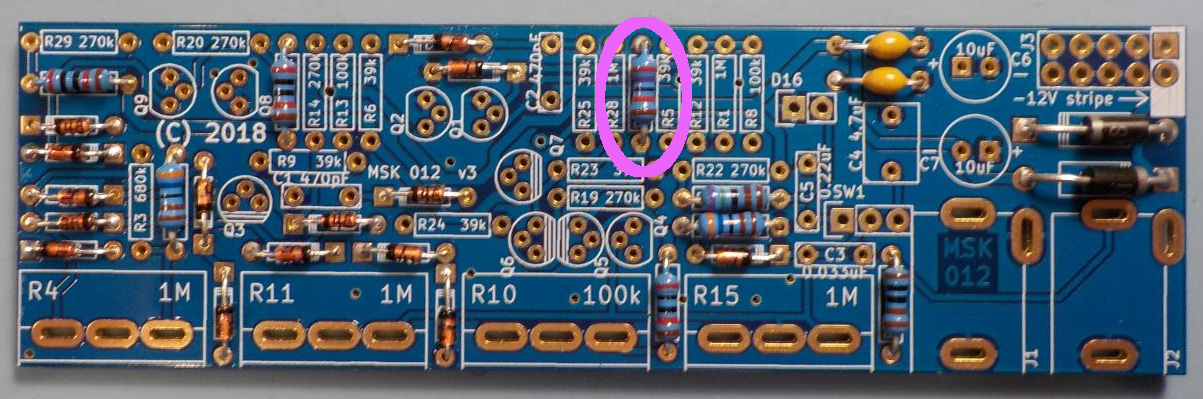 R29 270k
R20 270k
Q9
Q8
R14 270k
R13 100k
R6 39k
Q2
Q1
C2 470pF
R25 39k
R28 1M
R5 39k
R12 39k
R1 1M
R8 100k
D16
10uF
C6
+
-
J3
-12V stripe
(C) 2018
R9 39k
C1 470pF
MSK 012 v3
Q7
R23
R22 270k
R19 270k
C4 4.7uF
C7
10uF
+
-
R3 680k
Q3
R24 39k
Q6
Q5
Q4
C5 0.22uF
SW1
C3
0.033uF
MSK
012
R4 1M
R11 1M
R10 100k
R15 1M
J1
J2